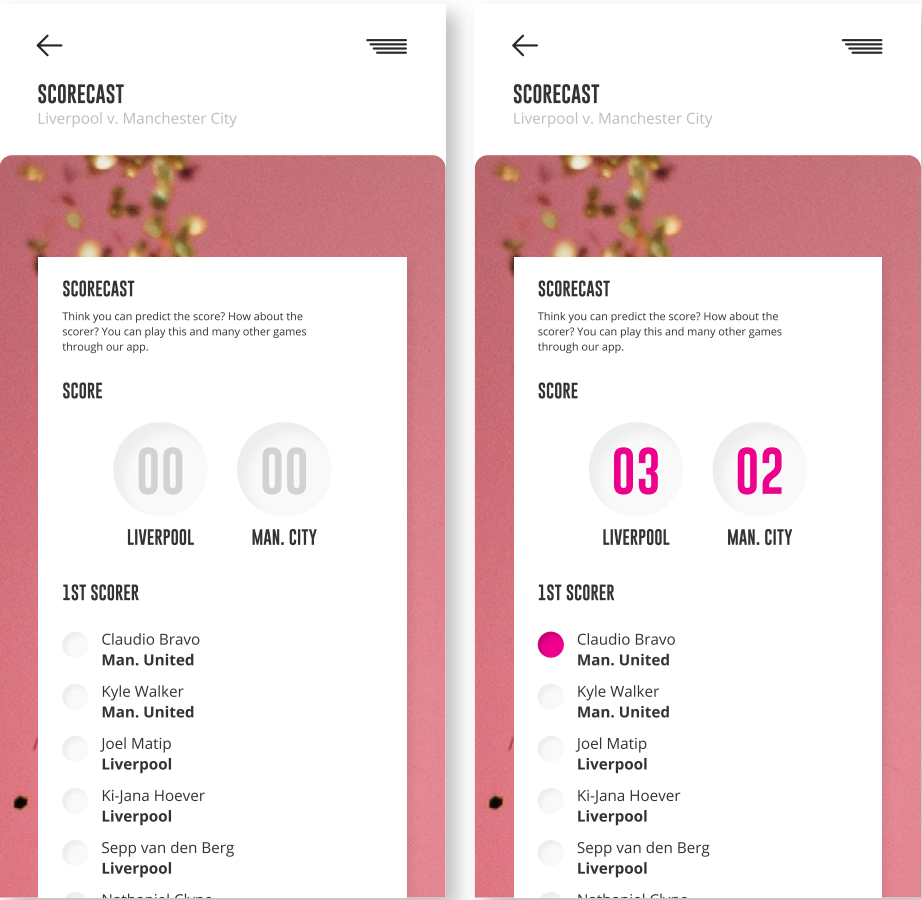 SCORECAST
Liverpool v. Manchester City
SCORECAST
Think you can predict the score? How about the
scorer? You can play this and many other games
through our app.
SCORE
00 00
LIVERPOOL MAN. CITY
1ST SCORER
Claudio Bravo
Man. United
Kyle Walker
Man. United
Joel Matip
Liverpool
Ki-Jana Hoever
Liverpool
Sepp van den Berg
Liverpool
Nathaniel Clyne
SCORECAST
Liverpool v. Manchester City
SCORECAST
Think you can predict the score? How about the
scorer? You can play this and many other games
through our app.
SCORE
03 02
LIVERPOOL MAN. CITY
1ST SCORER
Claudio Bravo
Man. United
Kyle Walker
Man. United
Joel Matip
Liverpool
Ki-Jana Hoever
Liverpool
Sepp van den Berg
Liverpool
Nathaniel Clyne